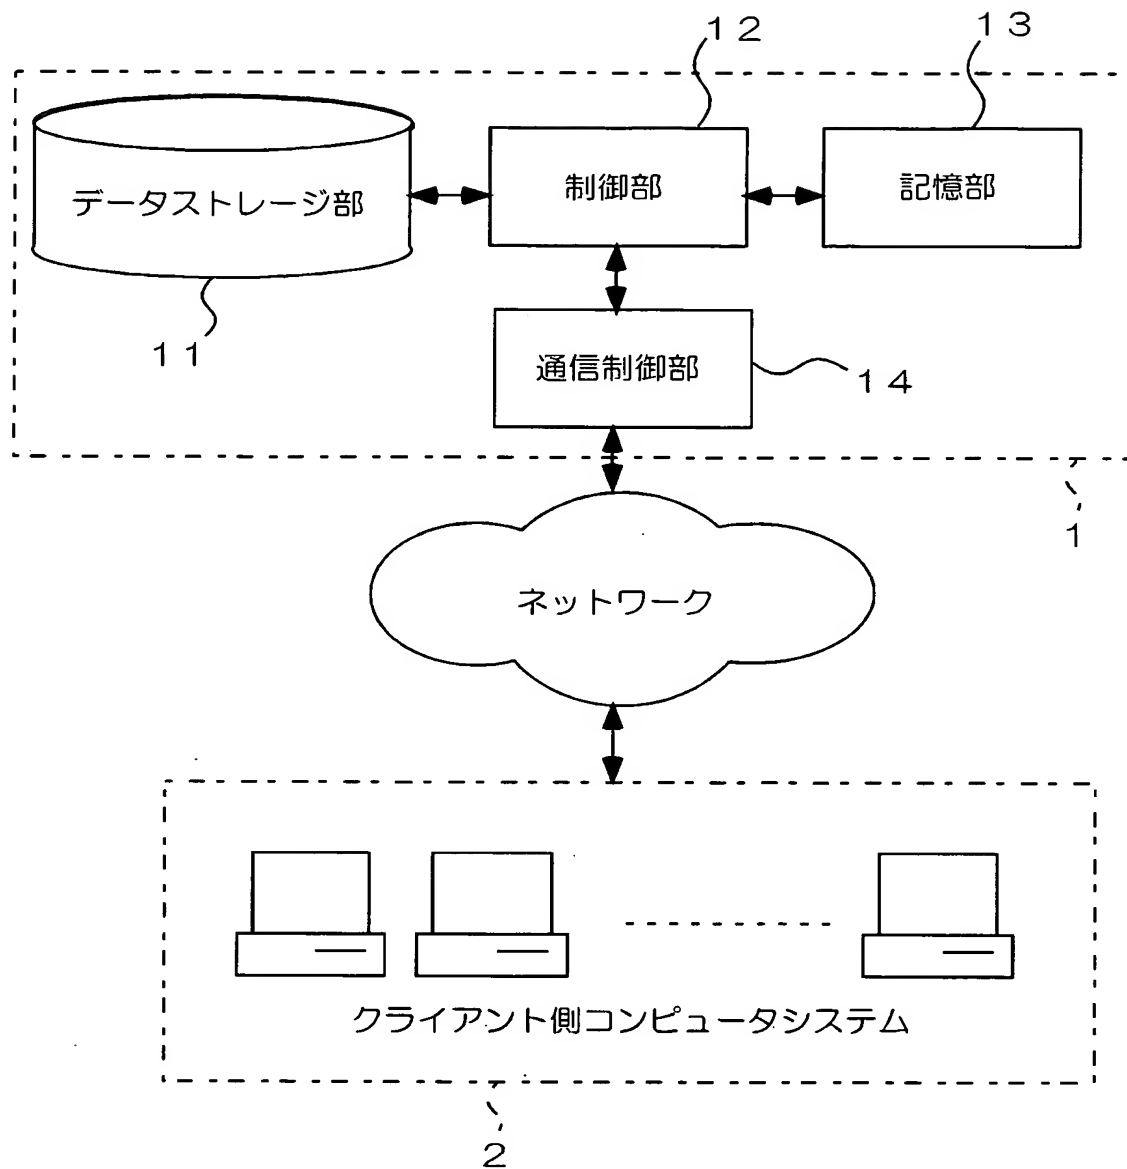 12
13
データストレージ部
制御部
記憶部
11
通信制御部
14
1
ネットワーク
クライアント側コンピュータシステム
2